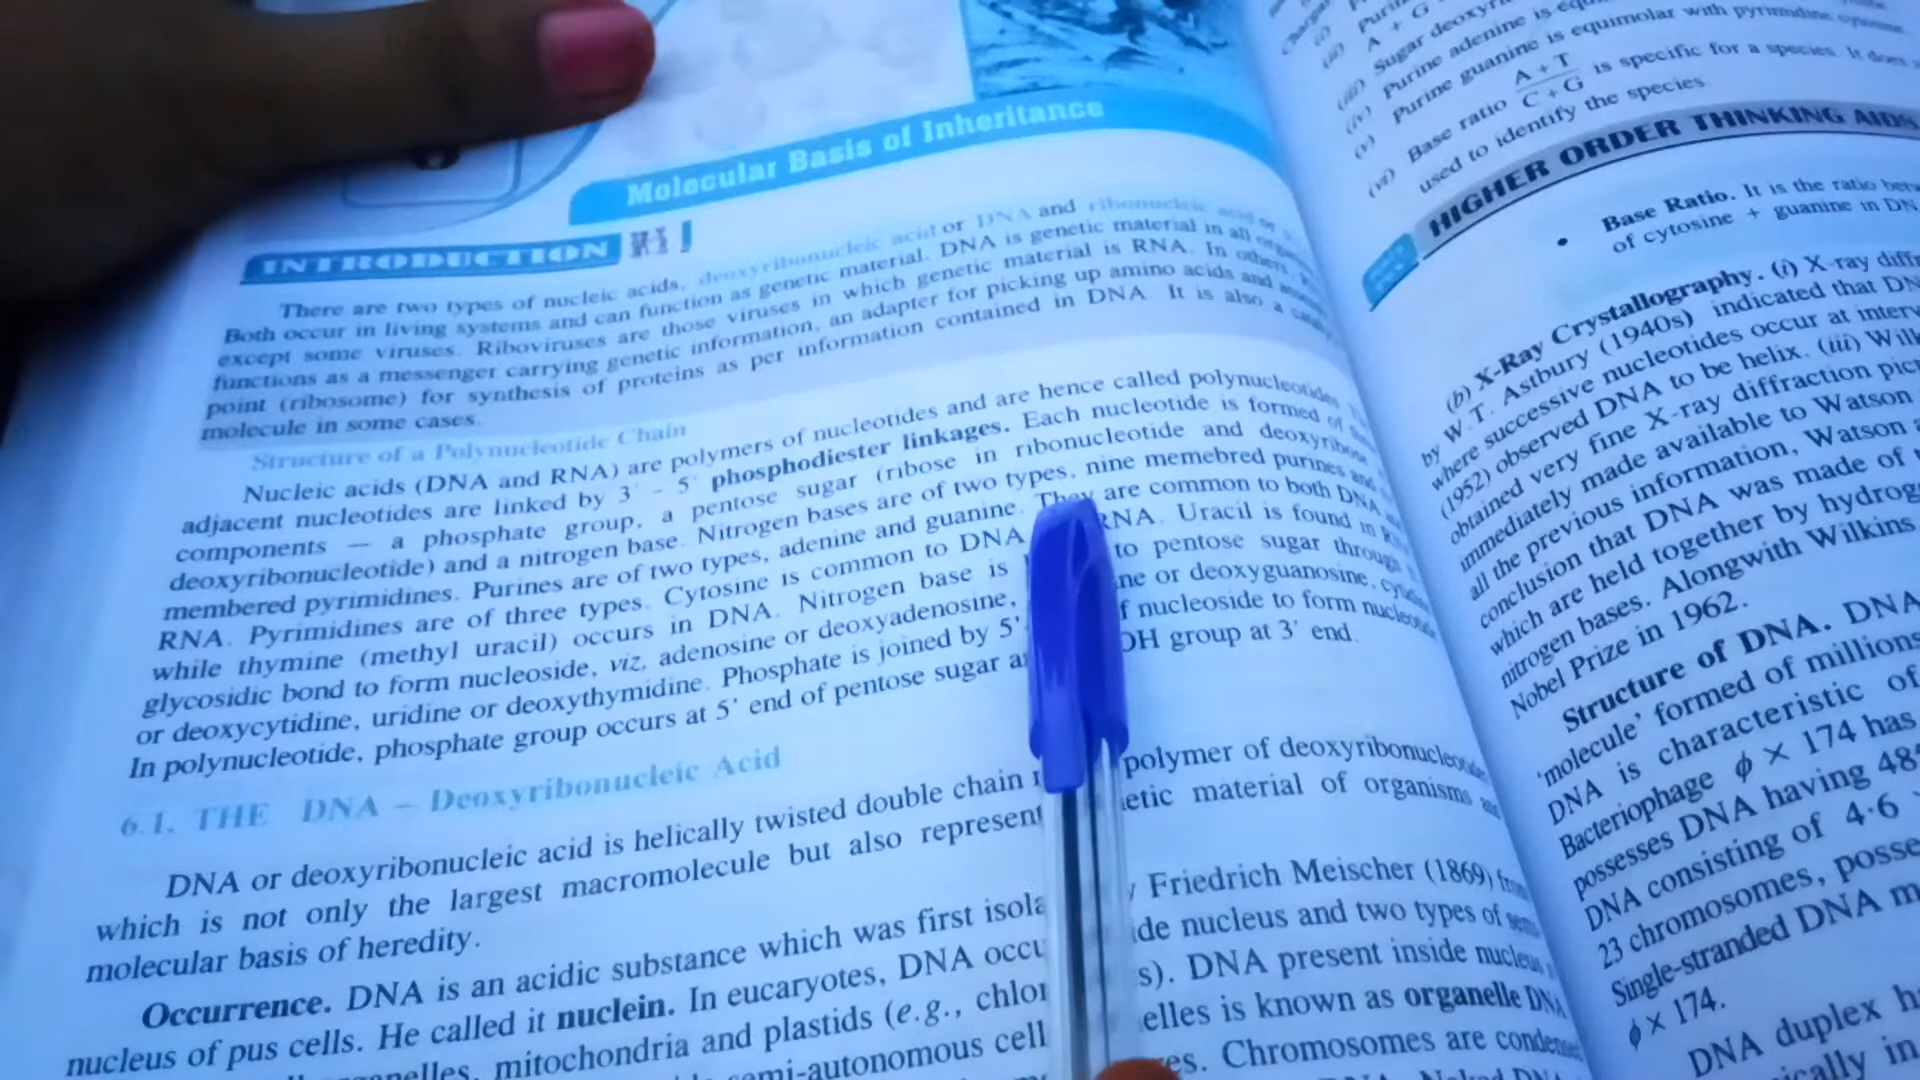 Molecular Basis of Inheritance
INTRODUCTION
There are two types of nucleic acids, deoxyribonucleic acid or DNA and ribonucleic acid or
Both occur in living systems and can function as genetic material. DNA is genetic material in all
except some viruses. Riboviruses are those viruses in which genetic material is RNA. In others,
functions as a messenger carrying genetic information, an adapter for picking up amino acids and
point (ribosome) for synthesis of proteins as per information contained in DNA. It is also a
molecule in some cases.
Structure of a Polynucleotide Chain
Nucleic acids (DNA and RNA) are polymers of nucleotides and are hence called polynucleotides
adjacent nucleotides are linked by 3' – 5' phosphodiester linkages. Each nucleotide is formed of
components — a phosphate group, a pentose sugar (ribose in ribonucleotide and deoxyribose
deoxyribonucleotide) and a nitrogen base. Nitrogen bases are of two types, nine memebred purines and
membered pyrimidines. Purines are of two types, adenine and guanine. They are common to both DNA
RNA. Pyrimidines are of three types. Cytosine is common to DNA RNA. Uracil is found in
while thymine (methyl uracil) occurs in DNA. Nitrogen base is to pentose sugar through
glycosidic bond to form nucleoside, viz, adenosine or deoxyadenosine, ne or deoxyguanosine,
or deoxycytidine, uridine or deoxythymidine. Phosphate is joined by 5' f nucleoside to form
In polynucleotide, phosphate group occurs at 5' end of pentose sugar a OH group at 3' end.
6.1. THE DNA – Deoxyribonucleic Acid
DNA or deoxyribonucleic acid is helically twisted double chain polymer of
which is not only the largest macromolecule but also represent etic material of organisms
molecular basis of heredity.
Occurrence. DNA is an acidic substance which was first isola Friedrich Meischer (1869)
nucleus of pus cells. He called it nuclein. In eucaryotes, DNA occu ide nucleus and two types of
nelles, mitochondria and plastids (e.g., chlor s). DNA present inside nucleus
mi-autonomous cell elles is known as organelle DNA
es. Chromosomes are
A + G
(iii) Sugar
(iv) Purine adenine is
(v) Purine guanine is equimolar with pyrimidine
(vi) Base ratio A + T / C + G is specific for a species. It does
used to identify the species
HIGHER ORDER THINKING AIDS
• Base Ratio. It is the ratio
of cytosine + guanine in DN
(b) X-Ray Crystallography. (i) X-ray diff
by W.T. Astbury (1940s) indicated that DN
where successive nucleotides occur at interv
(1952) observed DNA to be helix. (iii) Wilk
obtained very fine X-ray diffraction pict
immediately made available to Watson
all the previous information, Watson
conclusion that DNA was made of
which are held together by hydrog
nitrogen bases. Alongwith Wilkins
Nobel Prize in 1962.
Structure of DNA. DNA
'molecule' formed of millions
DNA is characteristic of
Bacteriophage ϕ × 174 has
possesses DNA having 48
DNA consisting of 4·6
23 chromosomes, posse
Single-stranded DNA m
ϕ × 174.
DNA duplex h
ically in